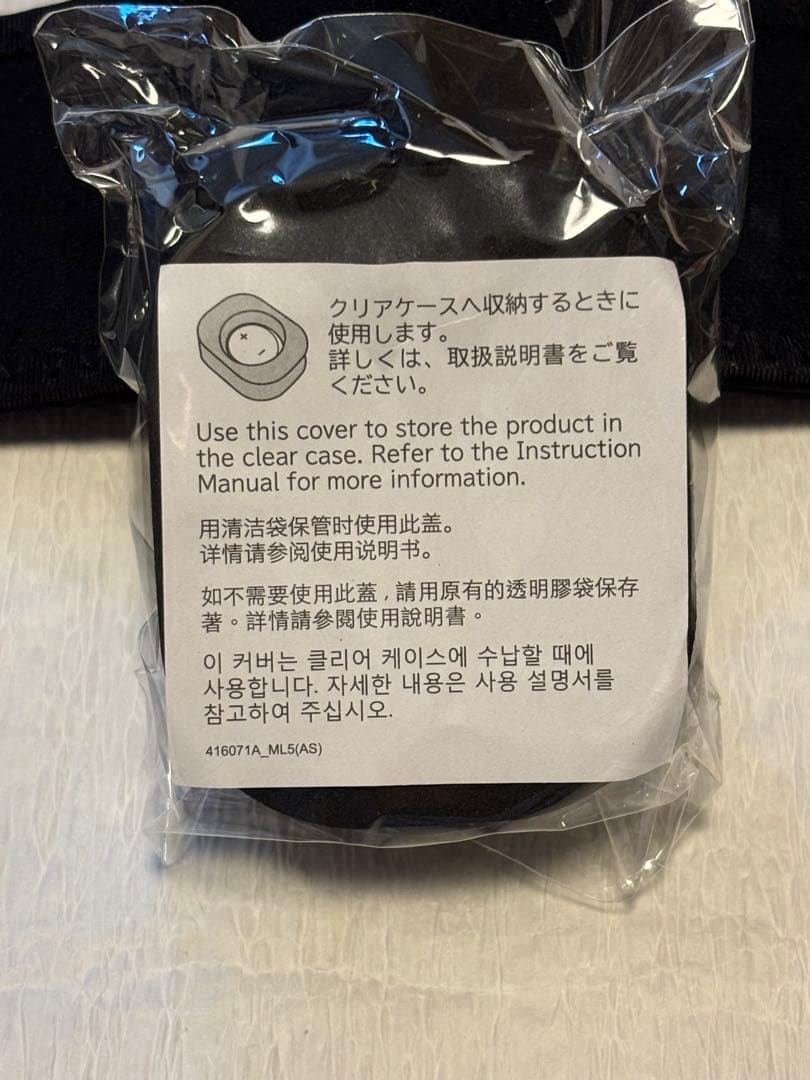 クリアケースへ収納するときに
使用します。
詳しくは、取扱説明書をご覧
ください。
Use this cover to store the product in
the clear case. Refer to the Instruction
Manual for more information.
用清洁袋保管时使用此盖。
详情请参阅使用说明书。
如不需要使用此蓋,請用原有的透明膠袋保存
著。詳情請參閱使用說明書。
이 커버는 클리어 케이스에 수납할 때에
사용합니다. 자세한 내용은 사용 설명서를
참고하여 주십시오.
416071A_ML5(AS)